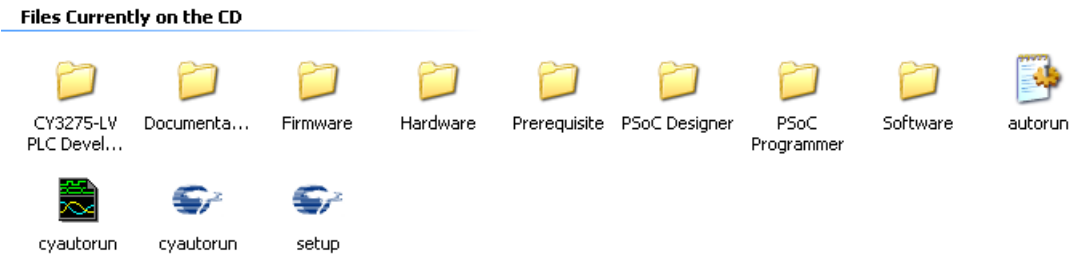 Files Currently on the CD
CY3275-LV
PLC Devel...
Documenta...
Firmware
Hardware
Prerequisite
PSoC Designer
PSoC
Programmer
Software
autorun
cyautorun
cyautorun
setup